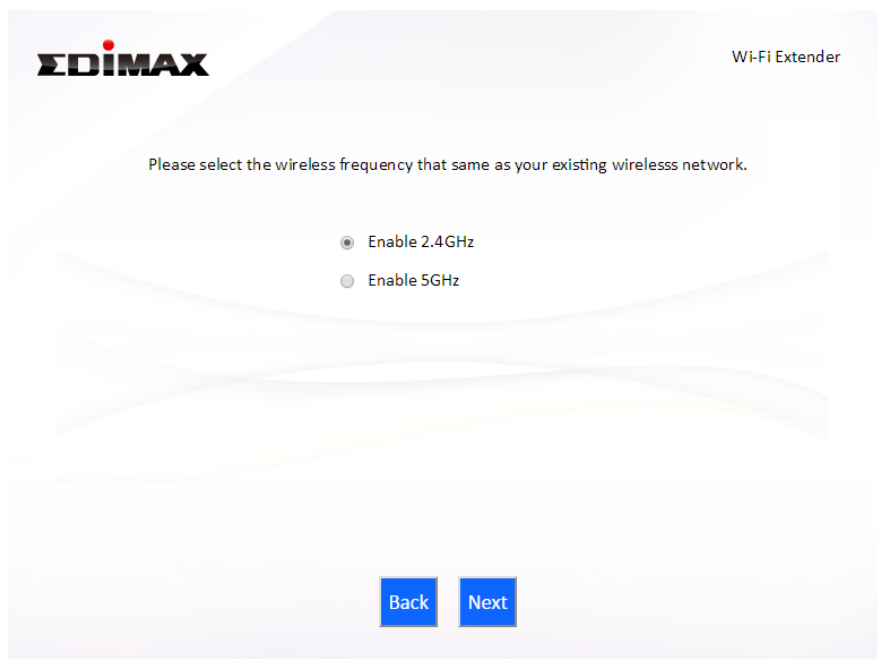 EDIMAX
Wi-Fi Extender
Please select the wireless frequency that same as your existing wirelesss network.
Enable 2.4GHz
Enable 5GHz
Back
Next